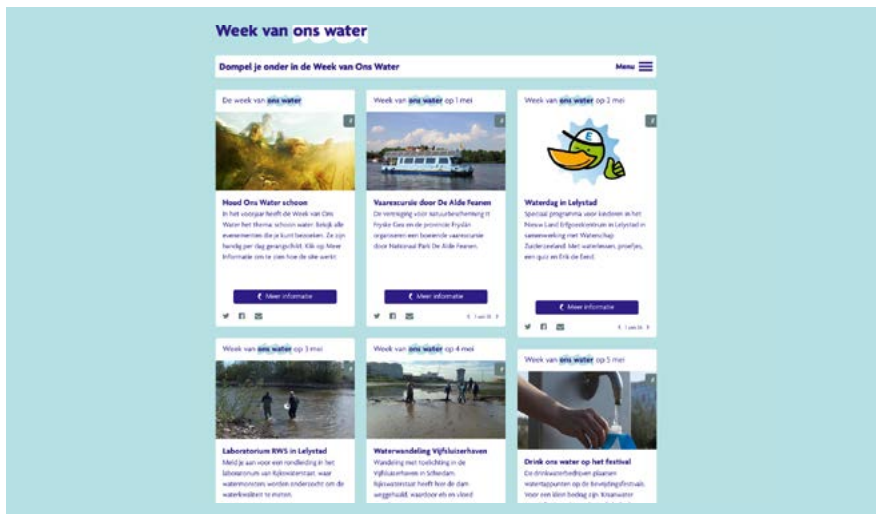 Week van ons water
Dompel je onder in de Week van Ons Water
Menu
De week van ons water
Houd Ons Water schoon
In het voorjaar heeft de Week van Ons
Water het thema: schoon water. Bekijk alle
evenementen die je kunt bezoeken. Ze zijn
handig per dag gerangschikt. Klik op Meer
Informatie om te zien hoe de site werkt.
Meer informatie
Week van ons water op 1 mei
Vaarexcursie door De Alde Feanen
De vereniging voor natuurbescherming It
Fryske Gea en de provincie Fryslân
organiseren een boeiende vaarexcursie
door Nationaal Park De Alde Feanen.
Meer informatie
Week van ons water op 2 mei
E
Waterdag in Lelystad
Speciaal programma voor kinderen in het
Nieuw Land Erfgoedcentrum in Lelystad in
samenwerking met Waterschap
Zuiderzeeland. Met waterlessen, proefjes,
een quiz en Erik de Eend.
Meer informatie
Week van ons water op 3 mei
Laboratorium RWS in Lelystad
Meld je aan voor een rondleiding in het
laboratorium van Rijkswaterstaat, waar
watermonsters worden onderzocht om de
waterkwaliteit te meten.
Week van ons water op 4 mei
Waterwandeling Vijfsluizerhaven
Wandeling met toelichting in de
Vijfsluizerhaven in Schiedam.
Rijkswaterstaat heeft hier de dam
weggehaald, waardoor eb en vloed
Week van ons water op 5 mei
Drink ons water op het festival
De drinkwaterbedrijven plaatsen
watertappunten op de Bevrijdingsfestivals.
Voor een klein bedrag zijn 'Kraanwater